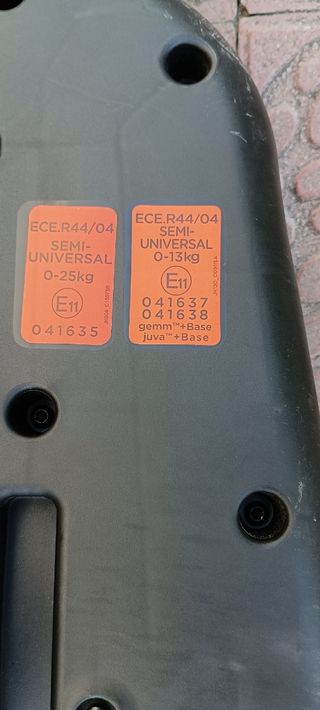 ECE.R44/04
SEMI-
UNIVERSAL
0-25kg
E11
041635
ECE.R44/04
SEMI-
UNIVERSAL
0-13kg
E11
041637
041638
gemm™+Base
juva™+Base